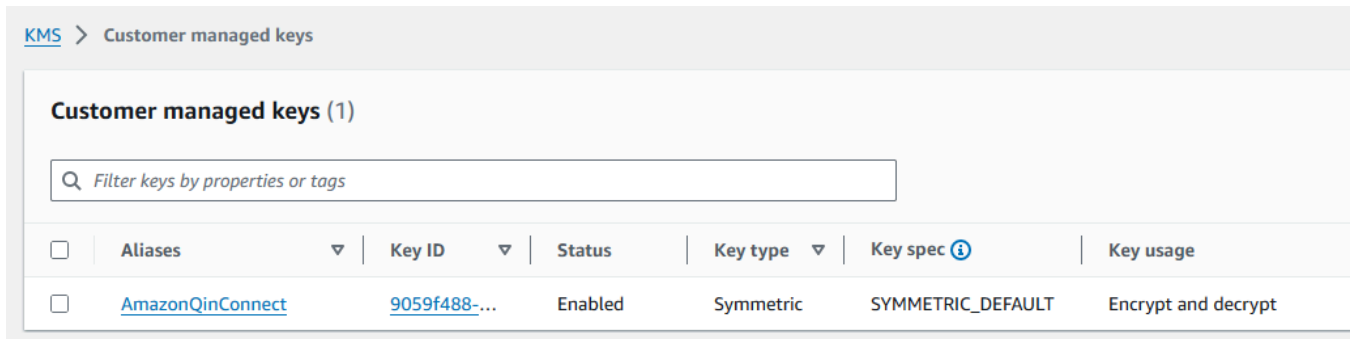 KMS > Customer managed keys
Customer managed keys (1)
Filter keys by properties or tags
Aliases Key ID Status Key type Key spec Key usage
AmazonQinConnect 9059f488-... Enabled Symmetric SYMMETRIC_DEFAULT Encrypt and decrypt